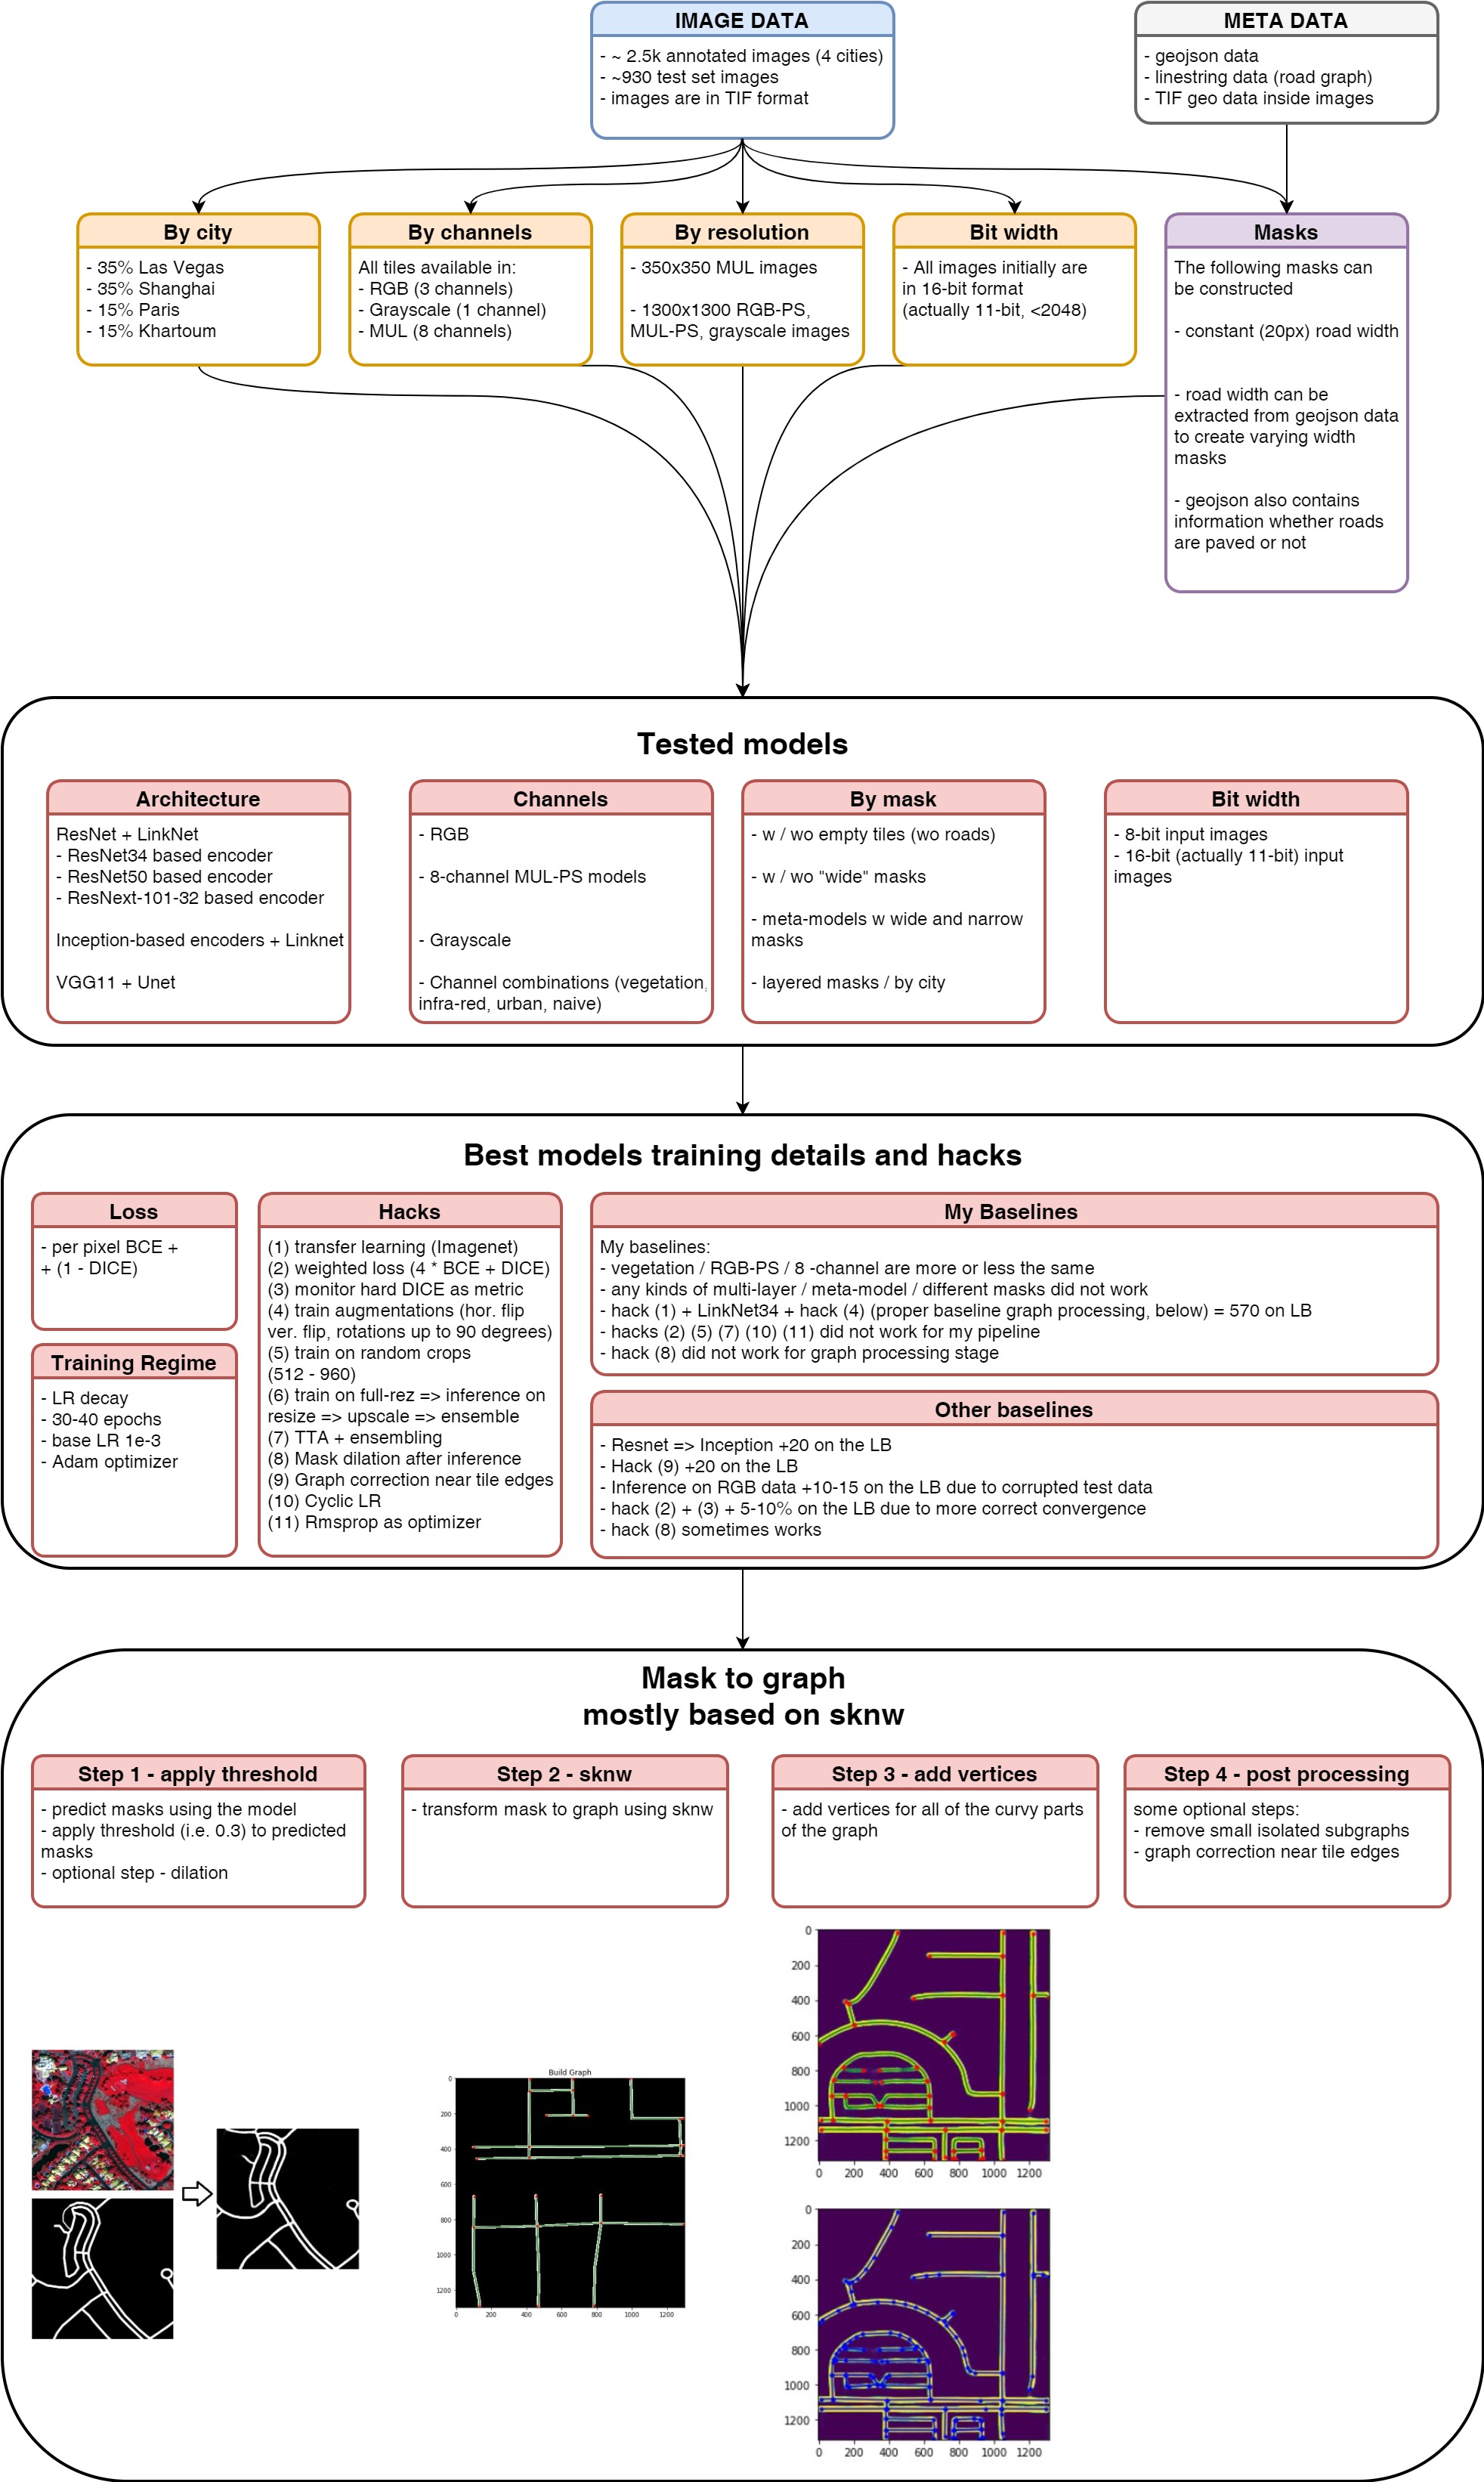 IMAGE DATA
- ~ 2.5k annotated images (4 cities)
- ~930 test set images
- images are in TIF format
META DATA
- geojson data
- linestring data (road graph)
- TIF geo data inside images
By city
- 35% Las Vegas
- 35% Shanghai
- 15% Paris
- 15% Khartoum
By channels
All tiles available in:
- RGB (3 channels)
- Grayscale (1 channel)
- MUL (8 channels)
By resolution
- 350x350 MUL images
- 1300x1300 RGB-PS,
MUL-PS, grayscale images
Bit width
- All images initially are
in 16-bit format
(actually 11-bit, <2048)
Masks
The following masks can
be constructed
- constant (20px) road width
- road width can be
extracted from geojson data
to create varying width
masks
- geojson also contains
information whether roads
are paved or not
Tested models
Architecture
ResNet + LinkNet
- ResNet34 based encoder
- ResNet50 based encoder
- ResNext-101-32 based encoder
Inception-based encoders + Linknet
VGG11 + Unet
Channels
- RGB
- 8-channel MUL-PS models
- Grayscale
- Channel combinations (vegetation,
infra-red, urban, naive)
By mask
- w / wo empty tiles (wo roads)
- w / wo "wide" masks
- meta-models w wide and narrow
masks
- layered masks / by city
Bit width
- 8-bit input images
- 16-bit (actually 11-bit) input
images
Best models training details and hacks
Loss
- per pixel BCE +
+ (1 - DICE)
Training Regime
- LR decay
- 30-40 epochs
- base LR 1e-3
- Adam optimizer
Hacks
(1) transfer learning (Imagenet)
(2) weighted loss (4 * BCE + DICE)
(3) monitor hard DICE as metric
(4) train augmentations (hor. flip
ver. flip, rotations up to 90 degrees)
(5) train on random crops
(512 - 960)
(6) train on full-rez => inference on
resize => upscale => ensemble
(7) TTA + ensembling
(8) Mask dilation after inference
(9) Graph correction near tile edges
(10) Cyclic LR
(11) Rmsprop as optimizer
My Baselines
My baselines:
- vegetation / RGB-PS / 8 -channel are more or less the same
- any kinds of multi-layer / meta-model / different masks did not work
- hack (1) + LinkNet34 + hack (4) (proper baseline graph processing, below) = 570 on LB
- hacks (2) (5) (7) (10) (11) did not work for my pipeline
- hack (8) did not work for graph processing stage
Other baselines
- Resnet => Inception +20 on the LB
- Hack (9) +20 on the LB
- Inference on RGB data +10-15 on the LB due to corrupted test data
- hack (2) + (3) + 5-10% on the LB due to more correct convergence
- hack (8) sometimes works
Mask to graph
mostly based on sknw
Step 1 - apply threshold
- predict masks using the model
- apply threshold (i.e. 0.3) to predicted
masks
- optional step - dilation
Step 2 - sknw
- transform mask to graph using sknw
Step 3 - add vertices
- add vertices for all of the curvy parts
of the graph
Step 4 - post processing
some optional steps:
- remove small isolated subgraphs
- graph correction near tile edges
Build Graph
0
200
400
600
800
1000
1200
0 200 400 600 800 1000 1200
0
200
400
600
800
1000
1200
0 200 400 600 800 1000 1200
0
200
400
600
800
1000
1200
0 200 400 600 800 1000 1200